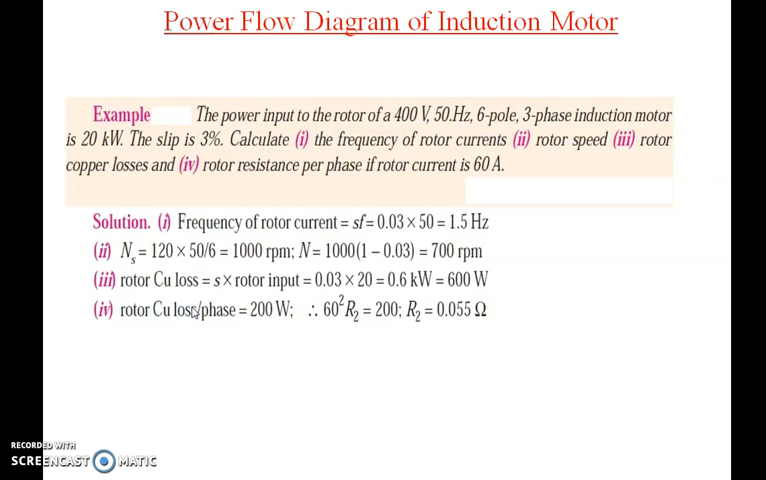 Power Flow Diagram of Induction Motor
Example The power input to the rotor of a 400 V, 50.Hz, 6-pole, 3-phase induction motor
is 20 kW. The slip is 3%. Calculate (i) the frequency of rotor currents (ii) rotor speed (iii) rotor
copper losses and (iv) rotor resistance per phase if rotor current is 60 A.
Solution. (i) Frequency of rotor current = sf = 0.03 × 50 = 1.5 Hz
(ii) Nₛ = 120 × 50/6 = 1000 rpm; N = 1000(1 – 0.03) = 700 rpm
(iii) rotor Cu loss = s × rotor input = 0.03 × 20 = 0.6 kW = 600 W
(iv) rotor Cu loss/phase = 200 W; ∴ 60²R₂ = 200; R₂ = 0.055 Ω
RECORDED WITH
SCREENCAST MATIC